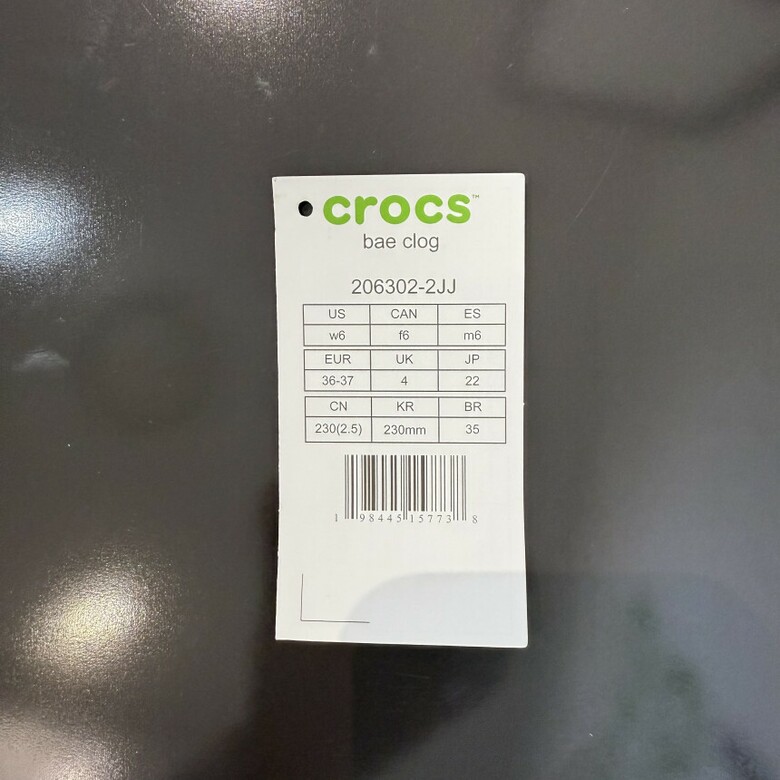 crocs™
bae clog
206302-2JJ
US CAN ES
w6 f6 m6
EUR UK JP
36-37 4 22
CN KR BR
230(2.5) 230mm 35
1 98445 15773 8